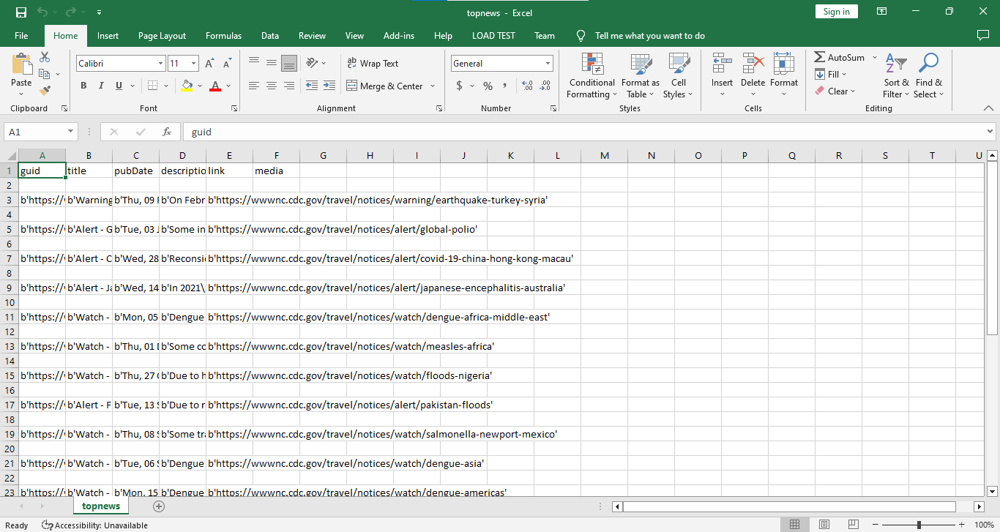 topnews - Excel
Sign in
File Home Insert Page Layout Formulas Data Review View Add-ins Help LOAD TEST Team Tell me what you want to do
Paste
Clipboard
Calibri 11
B I U A
Font
ab Wrap Text
Merge & Center
Alignment
General
$ % ,
Number
Conditional Formatting
Format as Table
Cell Styles
Styles
Insert Delete Format
Cells
AutoSum
Fill
Clear
Sort & Filter
Find & Select
Editing
A1 fx guid
A B C D E F G H I J K L M N O P Q R S T U
1 guid title pubDate descriptio link media
2
3 b'https:// b'Warning b'Thu, 09 b'On Febr b'https://wwwnc.cdc.gov/travel/notices/warning/earthquake-turkey-syria'
4
5 b'https:// b'Alert - G b'Tue, 03 J b'Some in b'https://wwwnc.cdc.gov/travel/notices/alert/global-polio'
6
7 b'https:// b'Alert - C b'Wed, 28 b'Reconsi b'https://wwwnc.cdc.gov/travel/notices/alert/covid-19-china-hong-kong-macau'
8
9 b'https:// b'Alert - Ja b'Wed, 14 b'In 2021\ b'https://wwwnc.cdc.gov/travel/notices/alert/japanese-encephalitis-australia'
10
11 b'https:// b'Watch - b'Mon, 05 b'Dengue b'https://wwwnc.cdc.gov/travel/notices/watch/dengue-africa-middle-east'
12
13 b'https:// b'Watch - b'Thu, 01 b'Some co b'https://wwwnc.cdc.gov/travel/notices/watch/measles-africa'
14
15 b'https:// b'Watch - b'Thu, 27 b'Due to h b'https://wwwnc.cdc.gov/travel/notices/watch/floods-nigeria'
16
17 b'https:// b'Alert - F b'Tue, 13 S b'Due to r b'https://wwwnc.cdc.gov/travel/notices/alert/pakistan-floods'
18
19 b'https:// b'Watch - b'Thu, 08 S b'Some tra b'https://wwwnc.cdc.gov/travel/notices/watch/salmonella-newport-mexico'
20
21 b'https:// b'Watch - b'Tue, 06 S b'Dengue b'https://wwwnc.cdc.gov/travel/notices/watch/dengue-asia'
22
23 b'https:// b'Watch - b'Mon, 15 b'Dengue b'https://wwwnc.cdc.gov/travel/notices/watch/dengue-americas'
topnews
Ready Accessibility: Unavailable 100%